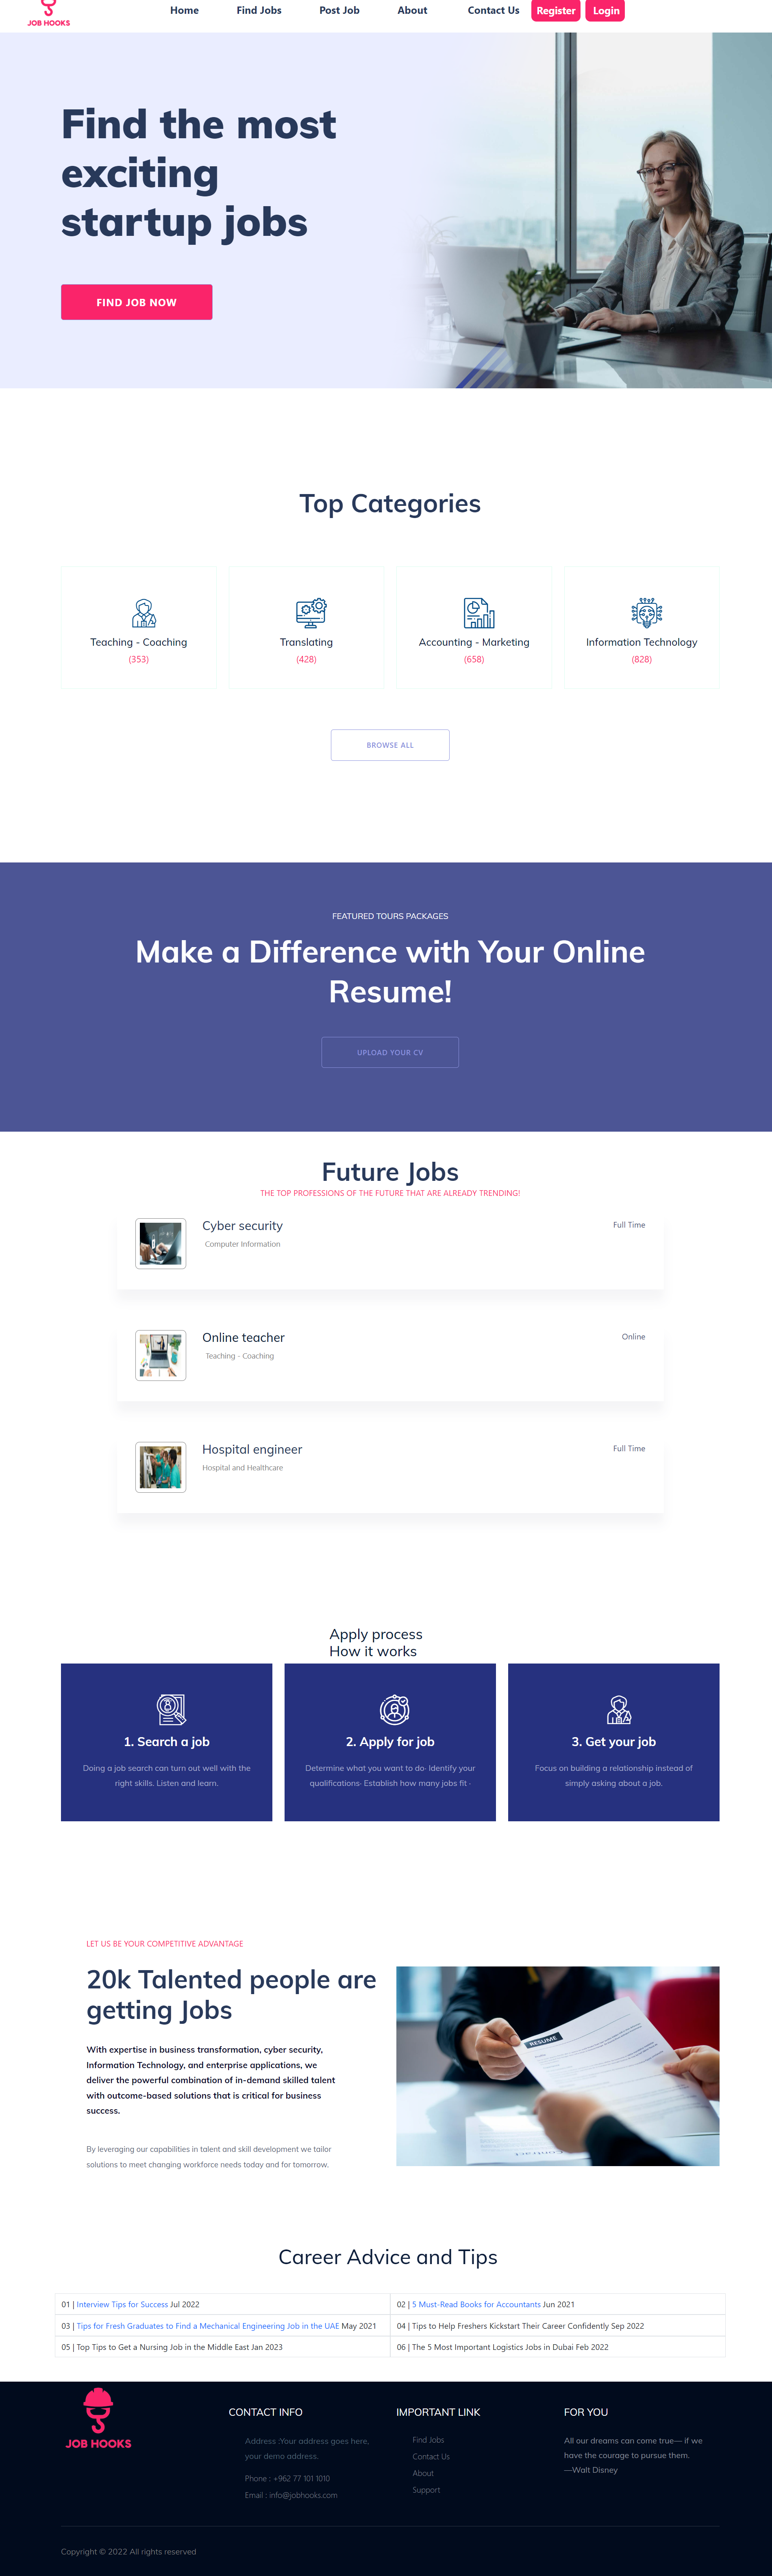 JOB HOOKS
Home Find Jobs Post Job About Contact Us Register Login
Find the most
exciting
startup jobs
FIND JOB NOW
Top Categories
Teaching - Coaching
(353)
Translating
(428)
Accounting - Marketing
(658)
Information Technology
(828)
BROWSE ALL
FEATURED TOURS PACKAGES
Make a Difference with Your Online
Resume!
UPLOAD YOUR CV
Future Jobs
THE TOP PROFESSIONS OF THE FUTURE THAT ARE ALREADY TRENDING!
Cyber security
Full Time
Computer Information
Online teacher
Online
Teaching - Coaching
Hospital engineer
Full Time
Hospital and Healthcare
Apply process
How it works
1. Search a job
Doing a job search can turn out well with the
right skills. Listen and learn.
2. Apply for job
Determine what you want to do· Identify your
qualifications· Establish how many jobs fit ·
3. Get your job
Focus on building a relationship instead of
simply asking about a job.
LET US BE YOUR COMPETITIVE ADVANTAGE
20k Talented people are
getting Jobs
With expertise in business transformation, cyber security,
Information Technology, and enterprise applications, we
deliver the powerful combination of in-demand skilled talent
with outcome-based solutions that is critical for business
success.
By leveraging our capabilities in talent and skill development we tailor
solutions to meet changing workforce needs today and for tomorrow.
RESUME
Career Advice and Tips
01 | Interview Tips for Success Jul 2022
02 | 5 Must-Read Books for Accountants Jun 2021
03 | Tips for Fresh Graduates to Find a Mechanical Engineering Job in the UAE May 2021
04 | Tips to Help Freshers Kickstart Their Career Confidently Sep 2022
05 | Top Tips to Get a Nursing Job in the Middle East Jan 2023
06 | The 5 Most Important Logistics Jobs in Dubai Feb 2022
JOB HOOKS
CONTACT INFO
Address :Your address goes here,
your demo address.
Phone : +962 77 101 1010
Email : info@jobhooks.com
IMPORTANT LINK
Find Jobs
Contact Us
About
Support
FOR YOU
All our dreams can come true— if we
have the courage to pursue them.
—Walt Disney
Copyright © 2022 All rights reserved